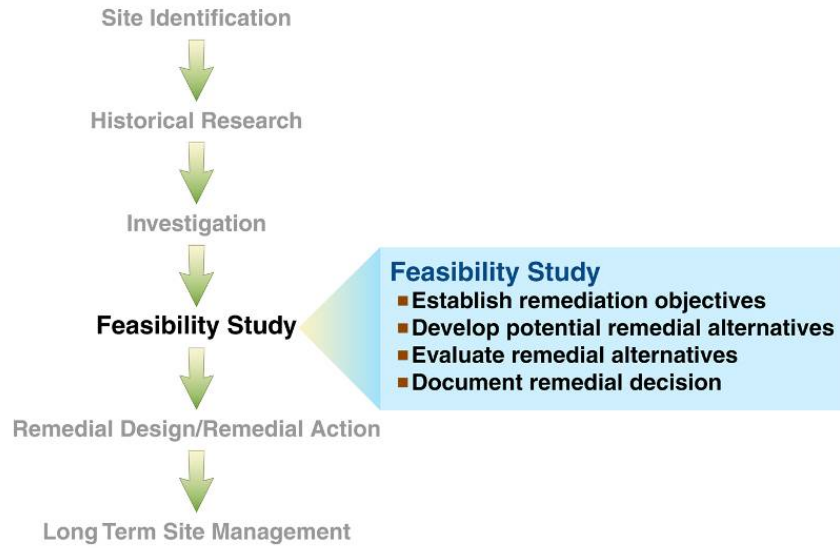 Site Identification
Historical Research
Investigation
Feasibility Study
Feasibility Study
Establish remediation objectives
Develop potential remedial alternatives
Evaluate remedial alternatives
Document remedial decision
Remedial Design/Remedial Action
Long Term Site Management